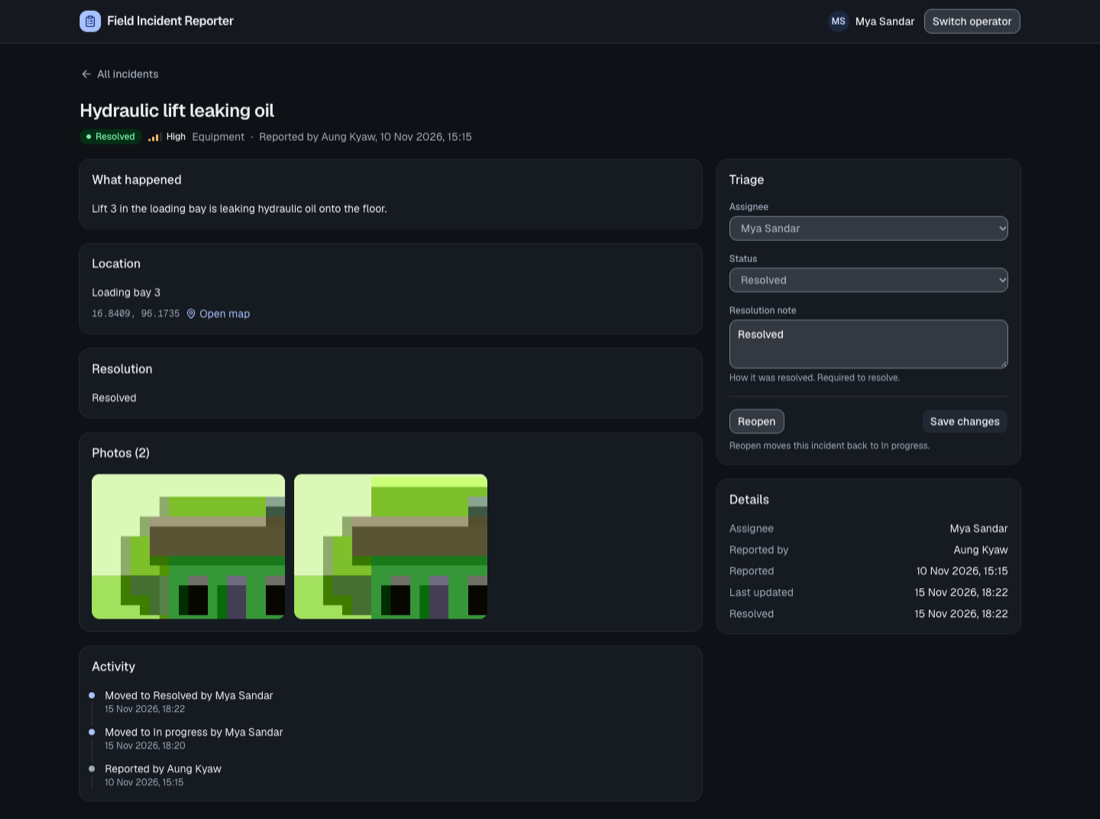 Field Incident Reporter
MS Mya Sandar Switch operator
← All incidents
Hydraulic lift leaking oil
Resolved High Equipment · Reported by Aung Kyaw, 10 Nov 2026, 15:15
What happened
Lift 3 in the loading bay is leaking hydraulic oil onto the floor.
Location
Loading bay 3
16.8409, 96.1735 Open map
Resolution
Resolved
Photos (2)
Activity
Moved to Resolved by Mya Sandar
15 Nov 2026, 18:22
Moved to In progress by Mya Sandar
15 Nov 2026, 18:20
Reported by Aung Kyaw
10 Nov 2026, 15:15
Triage
Assignee
Mya Sandar
Status
Resolved
Resolution note
Resolved
How it was resolved. Required to resolve.
Reopen Save changes
Reopen moves this incident back to In progress.
Details
Assignee Mya Sandar
Reported by Aung Kyaw
Reported 10 Nov 2026, 15:15
Last updated 15 Nov 2026, 18:22
Resolved 15 Nov 2026, 18:22